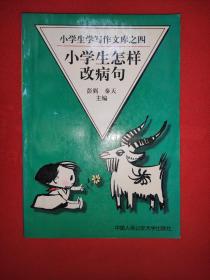 小学生学写作文库之四
小学生怎样
改病句
彭钢 秦天
主编
中国人民公安大学出版社